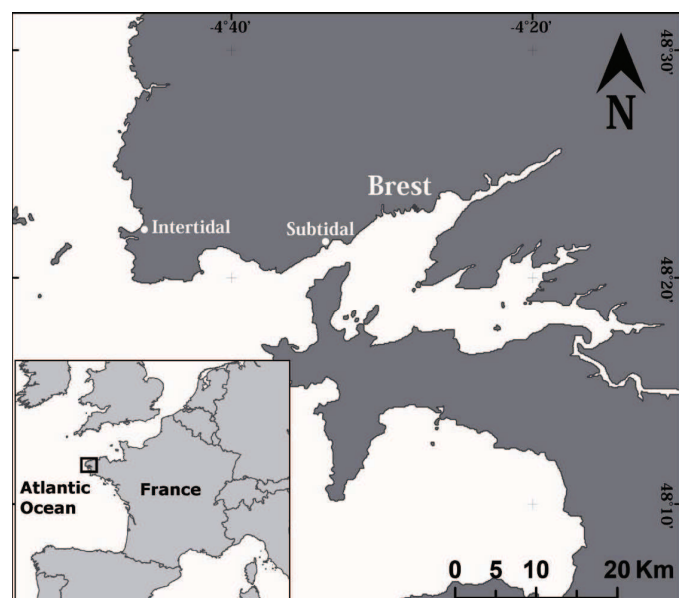 -4°40' -4°20'
48°30'
N
Brest
Intertidal
Subtidal
48°20'
Atlantic
Ocean
France
48°10'
0 5 10 20 Km